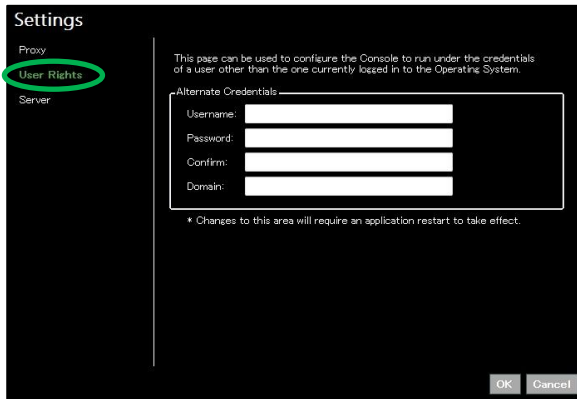 Settings
Proxy
User Rights
Server
This page can be used to configure the Console to run under the credentials
of a user other than the one currently logged in to the Operating System.
Alternate Credentials
Username:
Password:
Confirm:
Domain:
* Changes to this area will require an application restart to take effect.
OK Cancel